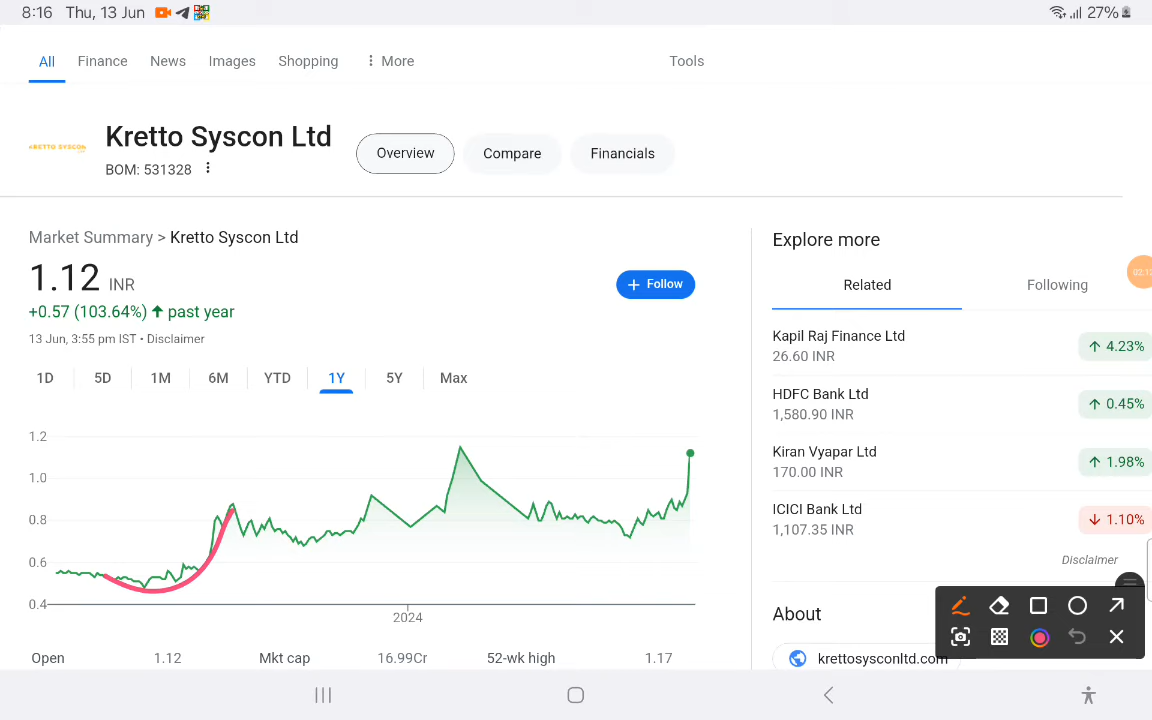 8:16 Thu, 13 Jun
27%
All Finance News Images Shopping More Tools
KRETTO SYSCON
Kretto Syscon Ltd
BOM: 531328
Overview Compare Financials
Market Summary > Kretto Syscon Ltd
1.12 INR
+ Follow
+0.57 (103.64%) ↑ past year
13 Jun, 3:55 pm IST • Disclaimer
1D 5D 1M 6M YTD 1Y 5Y Max
1.2
1.0
0.8
0.6
0.4
2024
Open 1.12 Mkt cap 16.99Cr 52-wk high 1.17
Explore more
Related Following
Kapil Raj Finance Ltd
26.60 INR
↑ 4.23%
HDFC Bank Ltd
1,580.90 INR
↑ 0.45%
Kiran Vyapar Ltd
170.00 INR
↑ 1.98%
ICICI Bank Ltd
1,107.35 INR
↓ 1.10%
Disclaimer
About
krettosysconltd.com